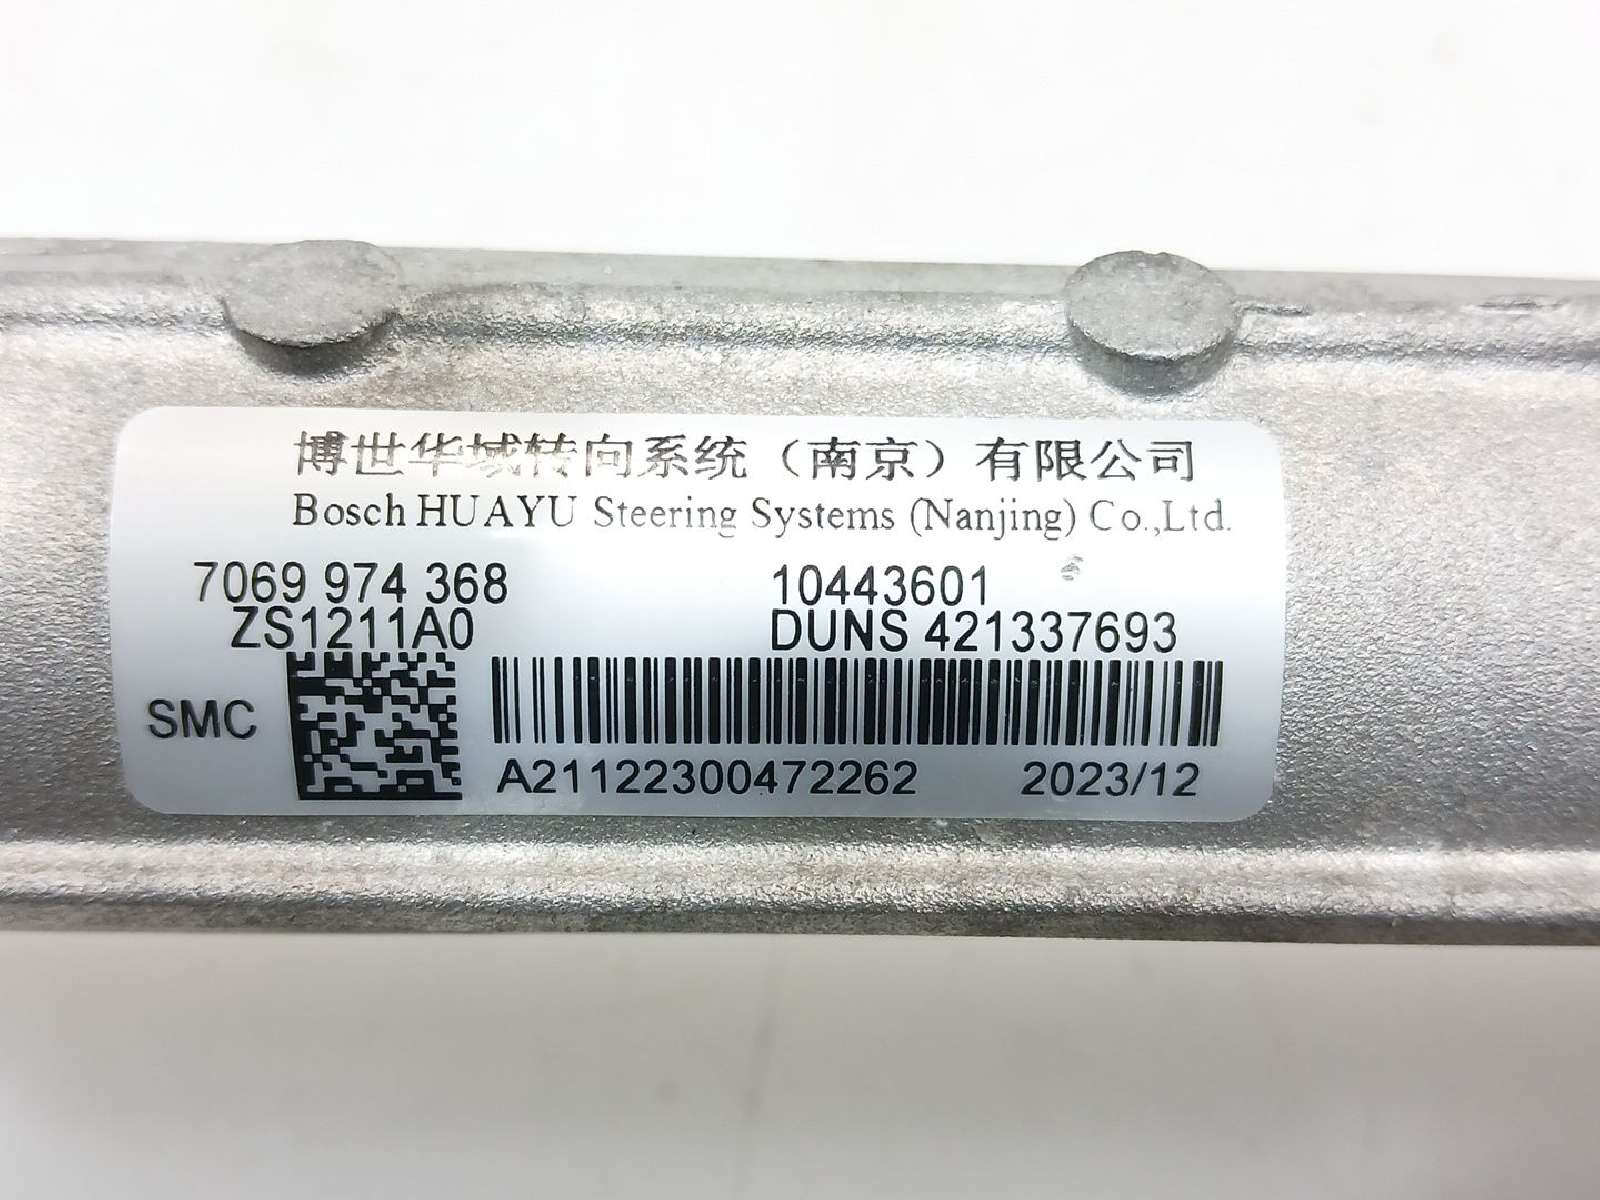 博世华域转向系统（南京）有限公司
Bosch HUAYU Steering Systems (Nanjing) Co.,Ltd.
7069 974 368 10443601
ZS1211A0 DUNS 421337693
SMC
A21122300472262 2023/12